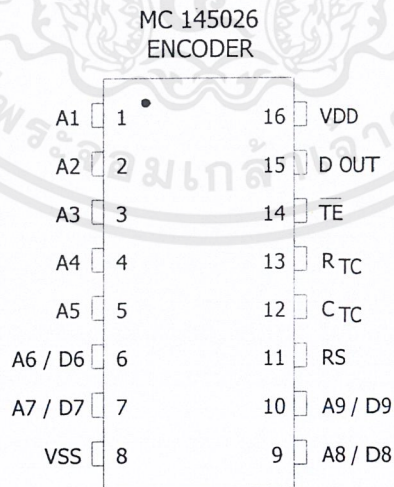 MC 145026
ENCODER
A1 1 16 VDD
A2 2 15 D OUT
A3 3 14 TE
A4 4 13 RTC
A5 5 12 CTC
A6 / D6 6 11 RS
A7 / D7 7 10 A9 / D9
VSS 8 9 A8 / D8